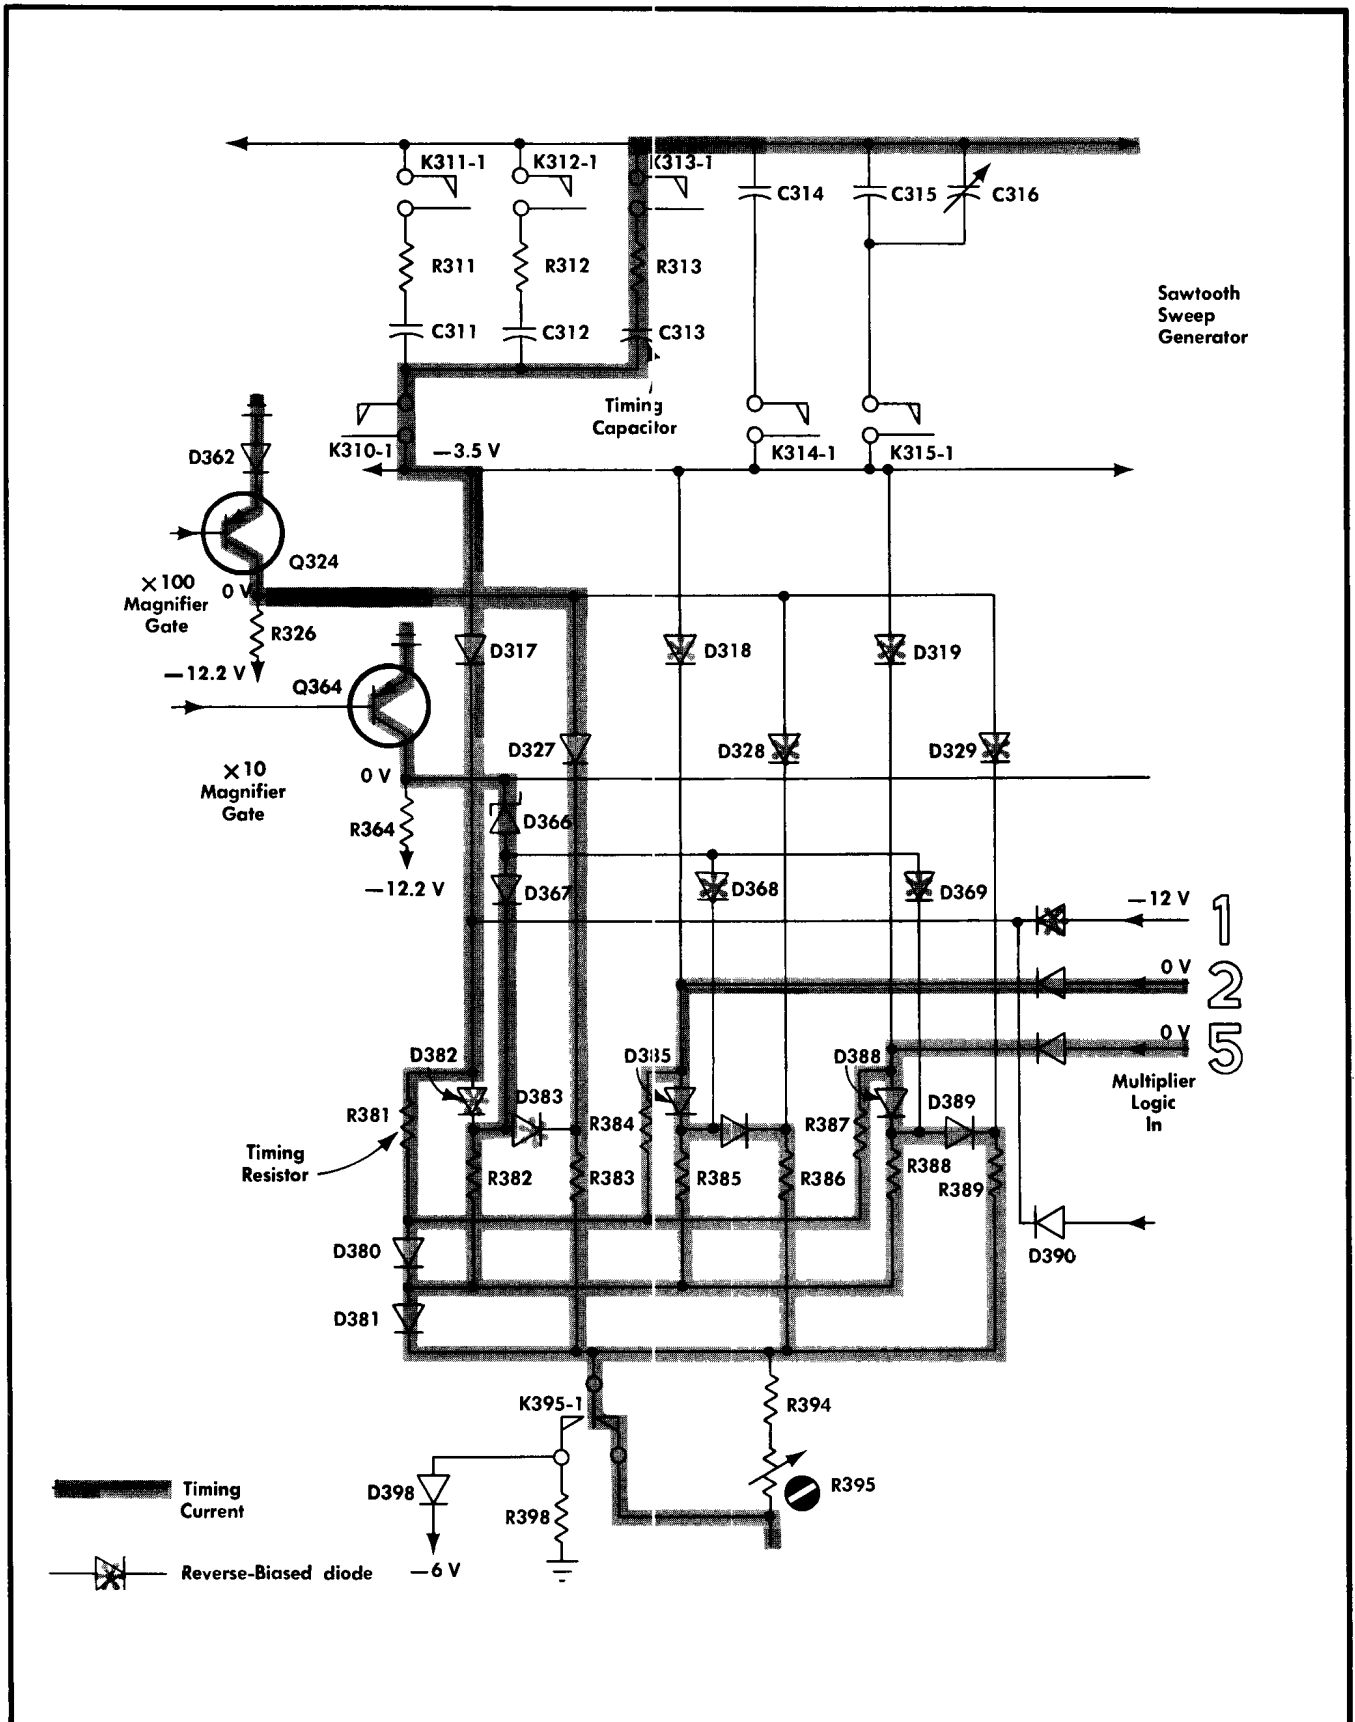 K311-1
K312-1
K313-1
C314
C315
C316
R311
R312
R313
Sawtooth
Sweep
Generator
C311
C312
C313
Timing
Capacitor
D362
K310-1
—3.5 V
K314-1
K315-1
Q324
×100
Magnifier
Gate
0 V
R326
—12.2 V
D317
D318
D319
Q364
D327
D328
D329
×10
Magnifier
Gate
0 V
R364
D366
—12.2 V
D367
D368
D369
—12 V
1
0 V
2
0 V
5
Multiplier
Logic
In
D382
D385
D388
D383
D389
R381
R384
R387
Timing
Resistor
R382
R383
R385
R386
R388
R389
D380
D390
D381
K395-1
R394
D398
R398
R395
Timing
Current
Reverse-Biased diode
—6 V